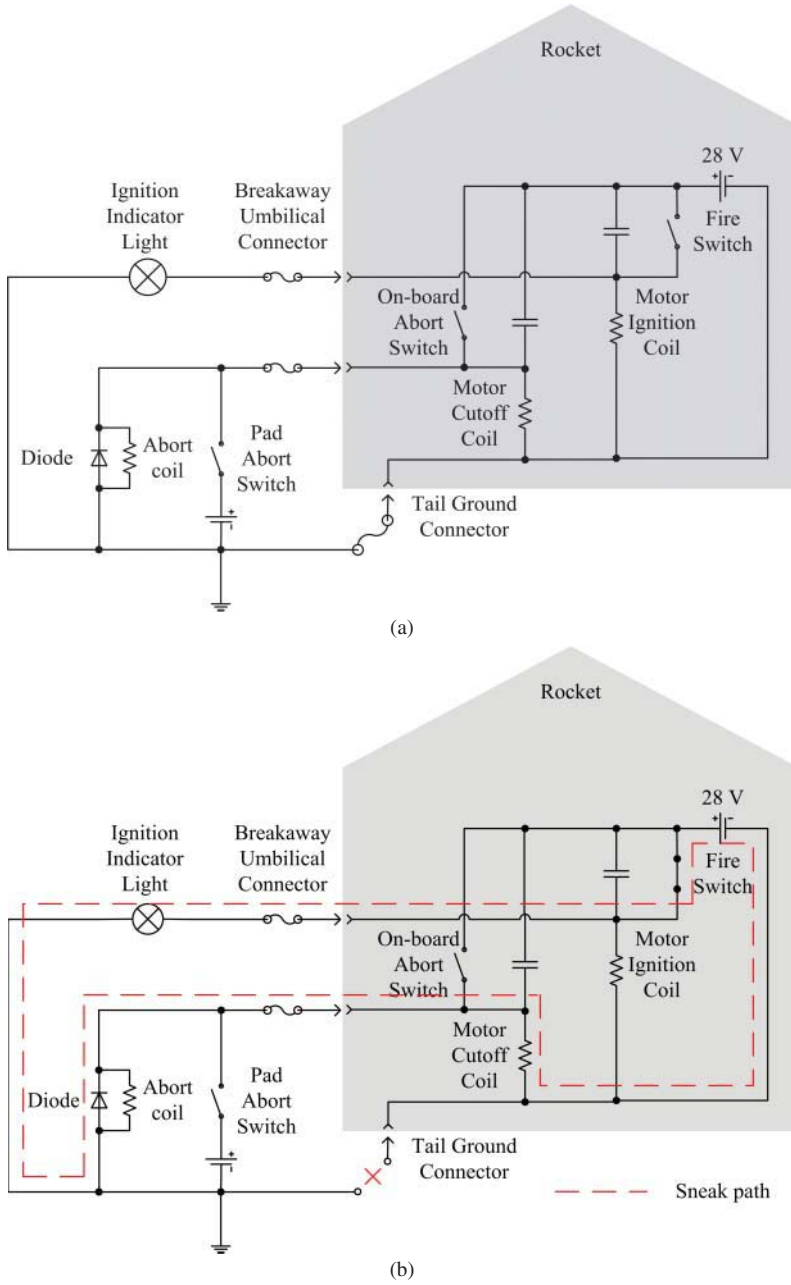 Rocket
28 V
+ -
Ignition
Indicator
Light
Breakaway
Umbilical
Connector
Fire
Switch
On-board
Abort
Switch
Motor
Ignition
Coil
Motor
Cutoff
Coil
Diode
Abort
coil
Pad
Abort
Switch
+
-
Tail Ground
Connector
(a)
Rocket
28 V
+ -
Ignition
Indicator
Light
Breakaway
Umbilical
Connector
Fire
Switch
On-board
Abort
Switch
Motor
Ignition
Coil
Motor
Cutoff
Coil
Diode
Abort
coil
Pad
Abort
Switch
+
-
Tail Ground
Connector
Sneak path
(b)